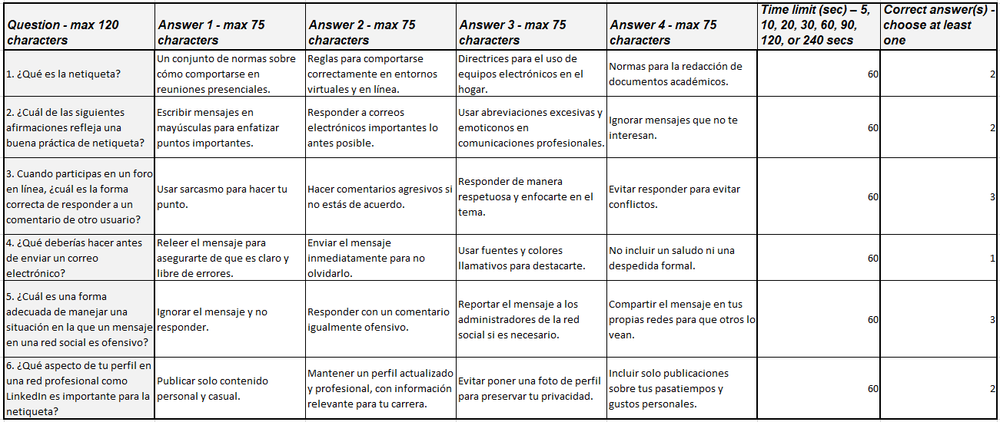 Question - max 120
characters
Answer 1 - max 75
characters
Answer 2 - max 75
characters
Answer 3 - max 75
characters
Answer 4 - max 75
characters
Time limit (sec) – 5,
10, 20, 30, 60, 90,
120, or 240 secs
Correct answer(s) -
choose at least
one
1. ¿Qué es la netiqueta?
Un conjunto de normas sobre
cómo comportarse en
reuniones presenciales.
Reglas para comportarse
correctamente en entornos
virtuales y en línea.
Directrices para el uso de
equipos electrónicos en el
hogar.
Normas para la redacción de
documentos académicos.
60
2
2. ¿Cuál de las siguientes
afirmaciones refleja una
buena práctica de netiqueta?
Escribir mensajes en
mayúsculas para enfatizar
puntos importantes.
Responder a correos
electrónicos importantes lo
antes posible.
Usar abreviaciones excesivas y
emoticonos en
comunicaciones profesionales.
Ignorar mensajes que no te
interesan.
60
2
3. Cuando participas en un foro
en línea, ¿cuál es la forma
correcta de responder a un
comentario de otro usuario?
Usar sarcasmo para hacer tu
punto.
Hacer comentarios agresivos si
no estás de acuerdo.
Responder de manera
respetuosa y enfocarte en el
tema.
Evitar responder para evitar
conflictos.
60
3
4. ¿Qué deberías hacer antes
de enviar un correo
electrónico?
Releer el mensaje para
asegurarte de que es claro y
libre de errores.
Enviar el mensaje
inmediatamente para no
olvidarlo.
Usar fuentes y colores
llamativos para destacarte.
No incluir un saludo ni una
despedida formal.
60
1
5. ¿Cuál es una forma
adecuada de manejar una
situación en la que un mensaje
en una red social es ofensivo?
Ignorar el mensaje y no
responder.
Responder con un comentario
igualmente ofensivo.
Reportar el mensaje a los
administradores de la red
social si es necesario.
Compartir el mensaje en tus
propias redes para que otros lo
vean.
60
3
6. ¿Qué aspecto de tu perfil en
una red profesional como
LinkedIn es importante para la
netiqueta?
Publicar solo contenido
personal y casual.
Mantener un perfil actualizado
y profesional, con información
relevante para tu carrera.
Evitar poner una foto de perfil
para preservar tu privacidad.
Incluir solo publicaciones
sobre tus pasatiempos y
gustos personales.
60
2